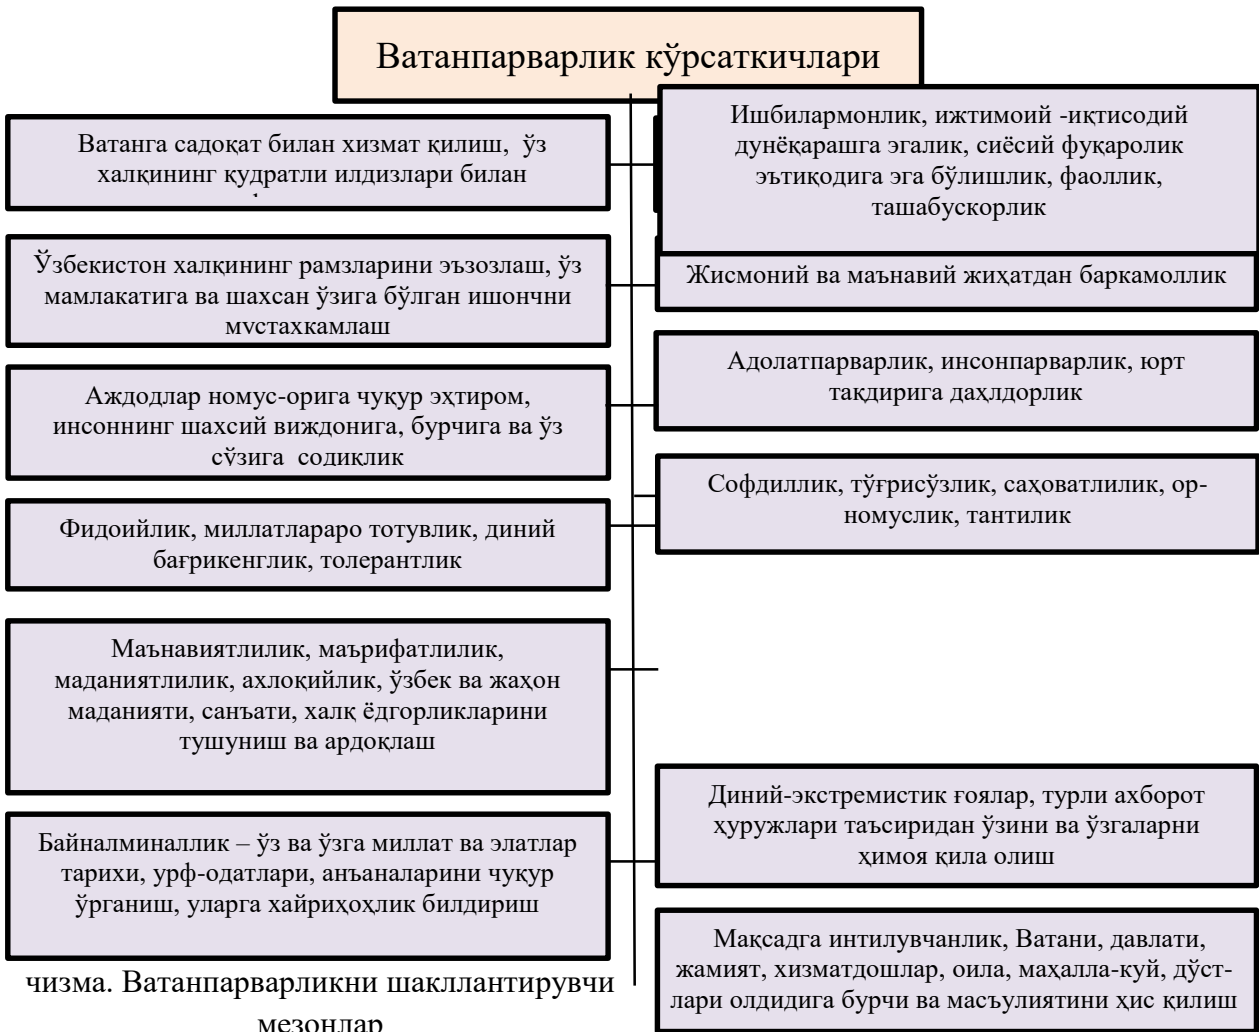 Ватанпарварлик кўрсаткичлари
Ватанга садоқат билан хизмат қилиш, ўз
халқининг қудратли илдизлари билан
Ўзбекистон халқининг рамзларини эъзозлаш, ўз
мамлакатига ва шахсан ўзига бўлган ишончни
мустаҳкамлаш
Аждодлар номус-орига чуқур эҳтиром,
инсоннинг шахсий виждонига, бурчига ва ўз
сўзига содиқлик
Фидоийлик, миллатлараро тотувлик, диний
бағрикенглик, толерантлик
Маънавиятлилик, маърифатлилик,
маданиятлилик, ахлоқийлик, ўзбек ва жаҳон
маданияти, санъати, халқ ёдгорликларини
тушуниш ва ардоқлаш
Байналминаллик – ўз ва ўзга миллат ва элатлар
тарихи, урф-одатлари, анъаналарини чуқур
ўрганиш, уларга хайриҳоҳлик билдириш
Ишбилармонлик, ижтимоий -иқтисодий
дунёқарашга эгалик, сиёсий фуқаролик
эътиқодига эга бўлишлик, фаоллик,
ташабускорлик
Жисмоний ва маънавий жиҳатдан баркамоллик
Адолатпарварлик, инсонпарварлик, юрт
тақдирига даҳлдорлик
Софдиллик, тўғрисўзлик, саҳоватлилик, ор-
номуслик, тантилик
Диний-экстремистик ғоялар, турли ахборот
ҳуружлари таъсиридан ўзини ва ўзгаларни
ҳимоя қила олиш
Мақсадга интилувчанлик, Ватани, давлати,
жамият, хизматдошлар, оила, маҳалла-куй, дўст-
лари олдидига бурчи ва масъулиятини ҳис қилиш
чизма. Ватанпарварликни шакллантирувчи
мезонлар